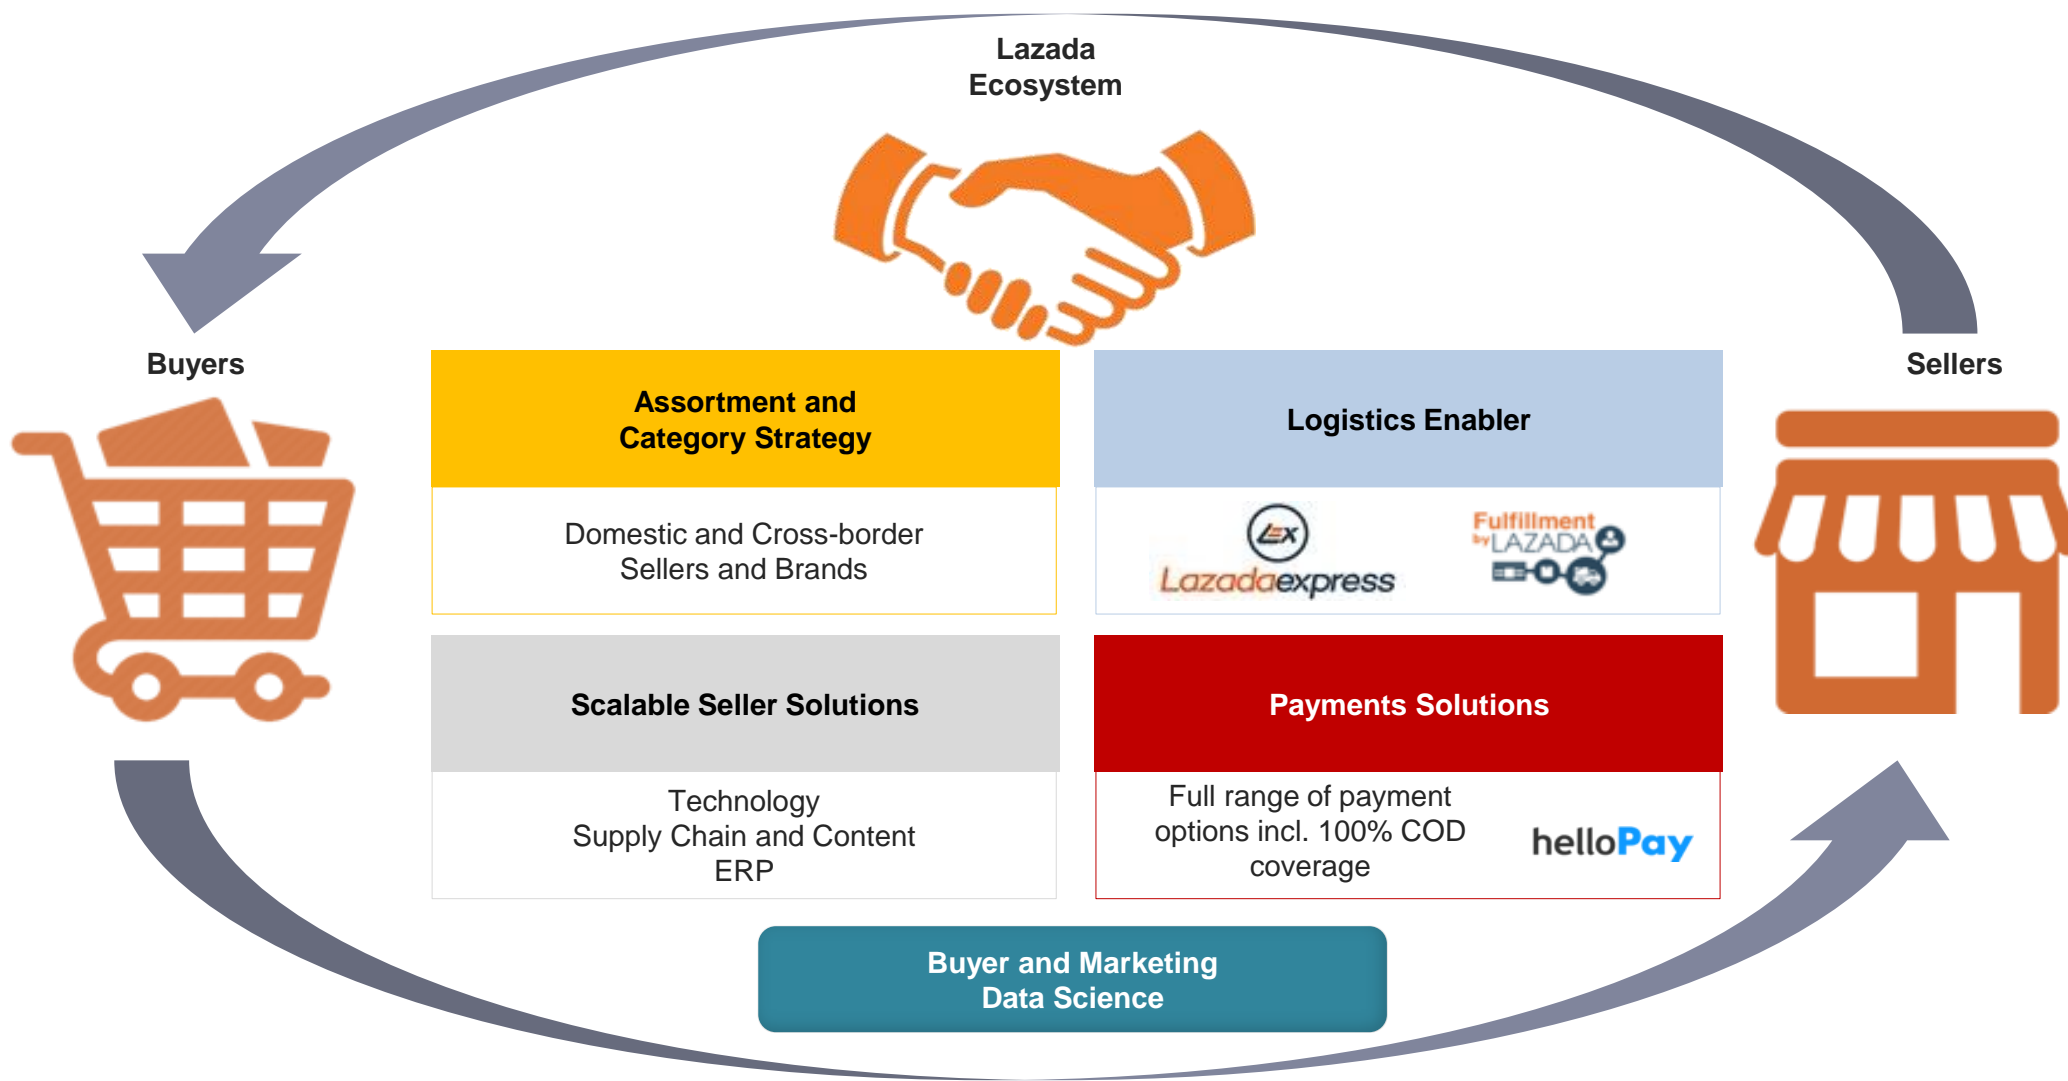 Lazada
Ecosystem
Buyers
Sellers
Assortment and
Category Strategy
Domestic and Cross-border
Sellers and Brands
Logistics Enabler
LEX
Lazadaexpress
Fulfillment
by LAZADA
Scalable Seller Solutions
Technology
Supply Chain and Content
ERP
Payments Solutions
Full range of payment
options incl. 100% COD
coverage
helloPay
Buyer and Marketing
Data Science